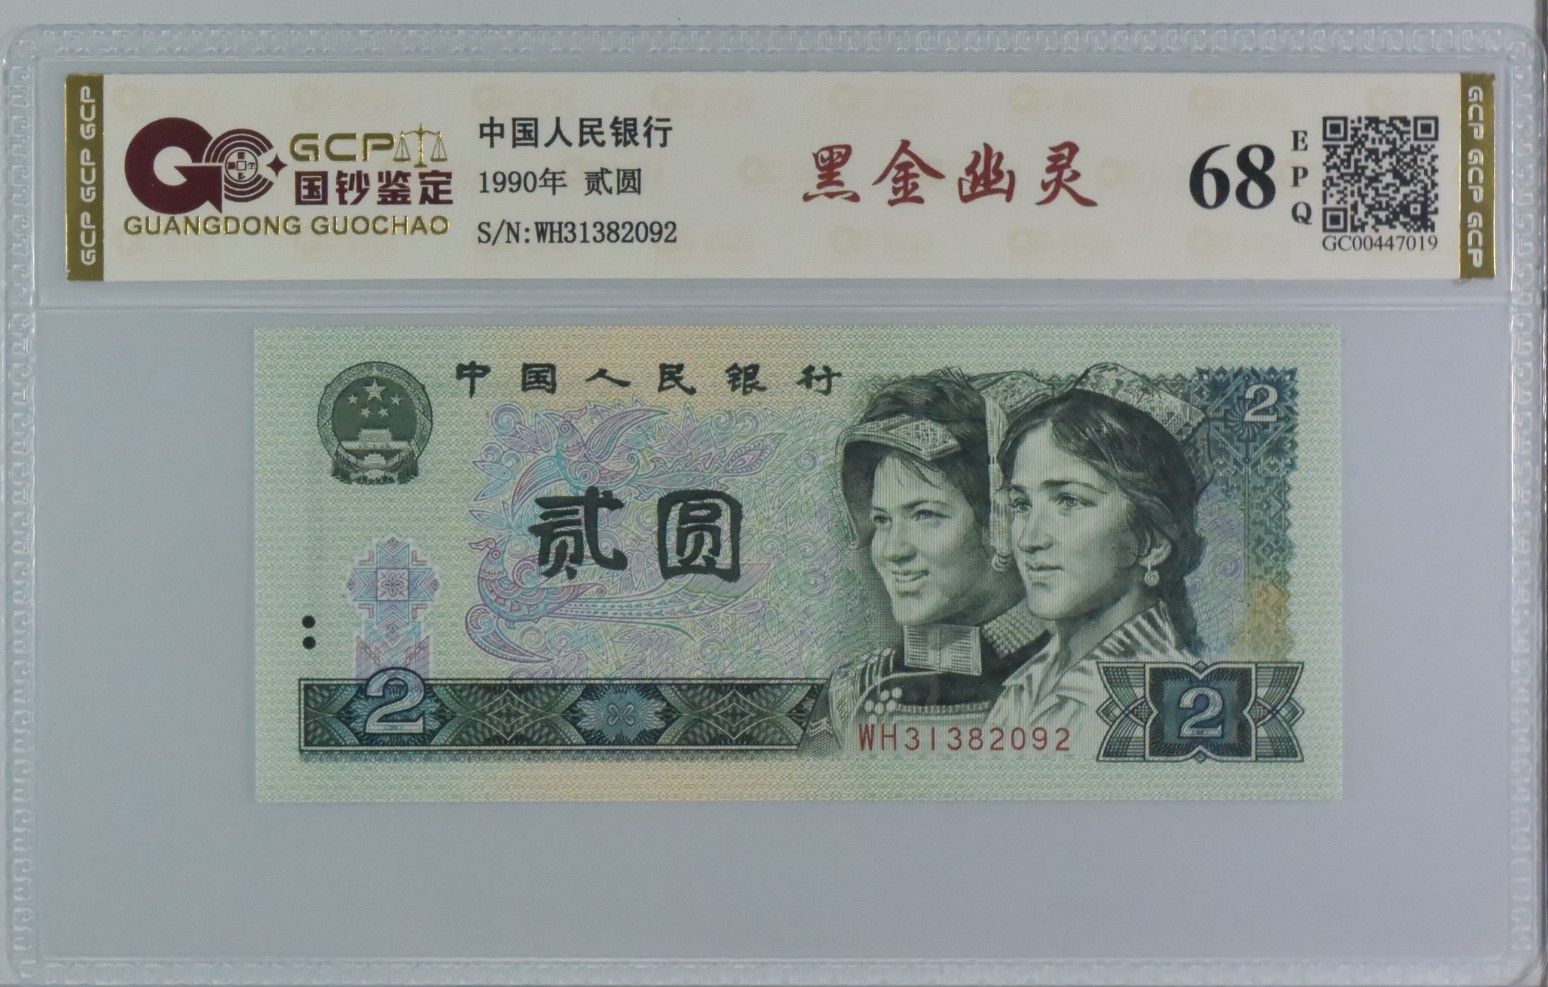 GCP GCP GCP
GCP
国钞鉴定
GUANGDONG GUOCHAO
中国人民银行
1990年 贰圆
S/N:WH31382092
黑金幽灵
68
EPQ
GC00447019
GCP GCP GCP
中国人民银行
2
贰圆
2
WH31382092
2